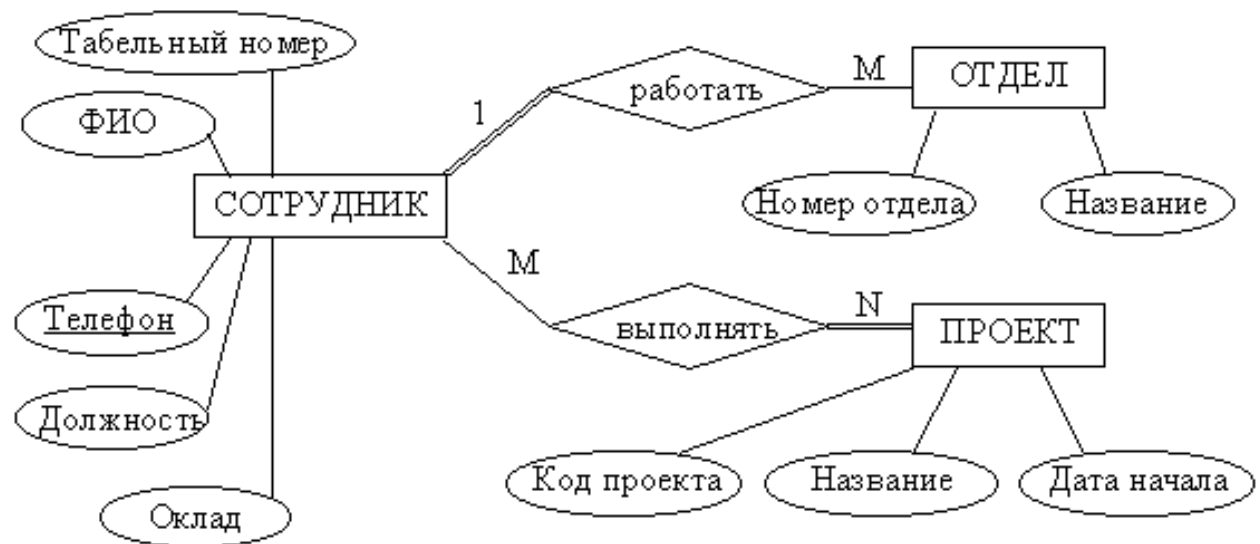 Табельный номер
ФИО
СОТРУДНИК
Телефон
Должность
Оклад
1
работать
М
ОТДЕЛ
Номер отдела
Название
М
выполнять
N
ПРОЕКТ
Код проекта
Название
Дата начала